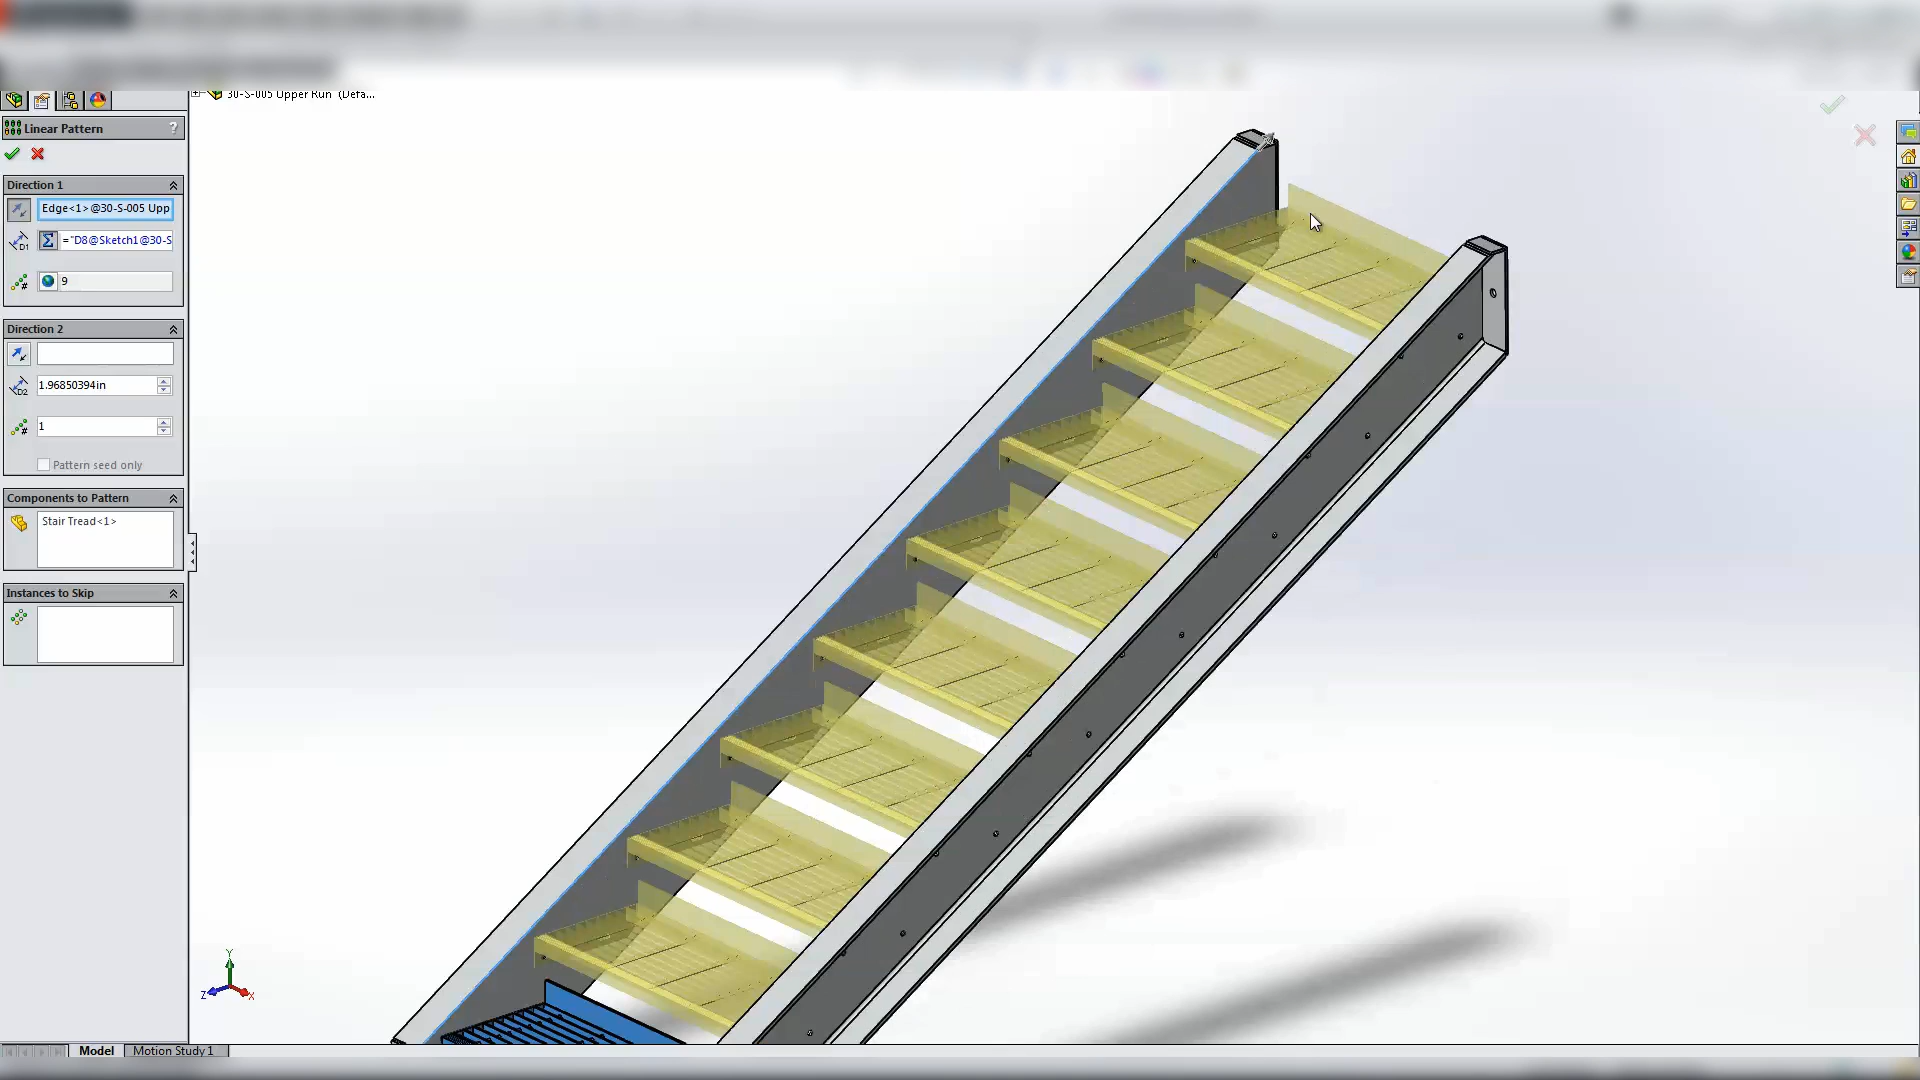 30-S-005 Upper Run (Defa...
Linear Pattern
?
Direction 1
Edge<1>@30-S-005 Upp
D1
="D8@Sketch1@30-S
#
9
Direction 2
D2
1.96850394in
#
1
Pattern seed only
Components to Pattern
Stair Tread<1>
Instances to Skip
Y
Z
X
Model
Motion Study 1